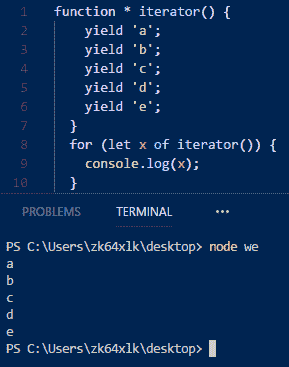 1 function * iterator() {
2 yield 'a';
3 yield 'b';
4 yield 'c';
5 yield 'd';
6 yield 'e';
7 }
8 for (let x of iterator()) {
9 console.log(x);
10 }
PROBLEMS TERMINAL ...
PS C:\Users\zk64xlk\desktop> node we
a
b
c
d
e
PS C:\Users\zk64xlk\desktop>